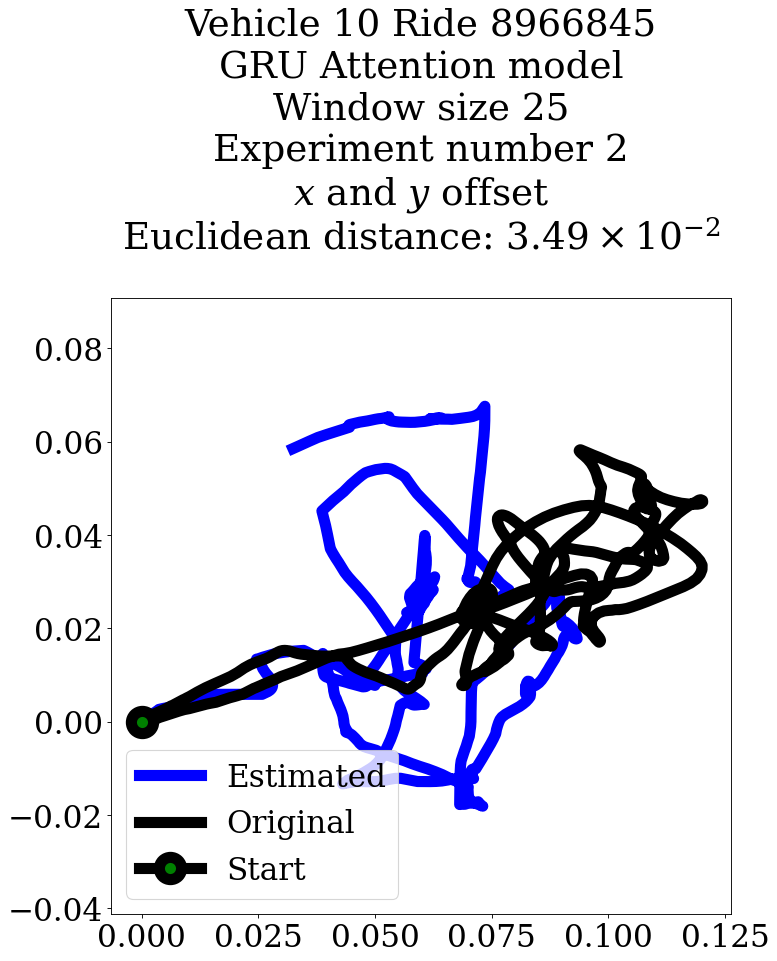 Vehicle 10 Ride 8966845
GRU Attention model
Window size 25
Experiment number 2
x and y offset
Euclidean distance: 3.49 × 10⁻²
0.08
0.06
0.04
0.02
0.00
−0.02
−0.04
Estimated
Original
Start
0.000 0.025 0.050 0.075 0.100 0.125